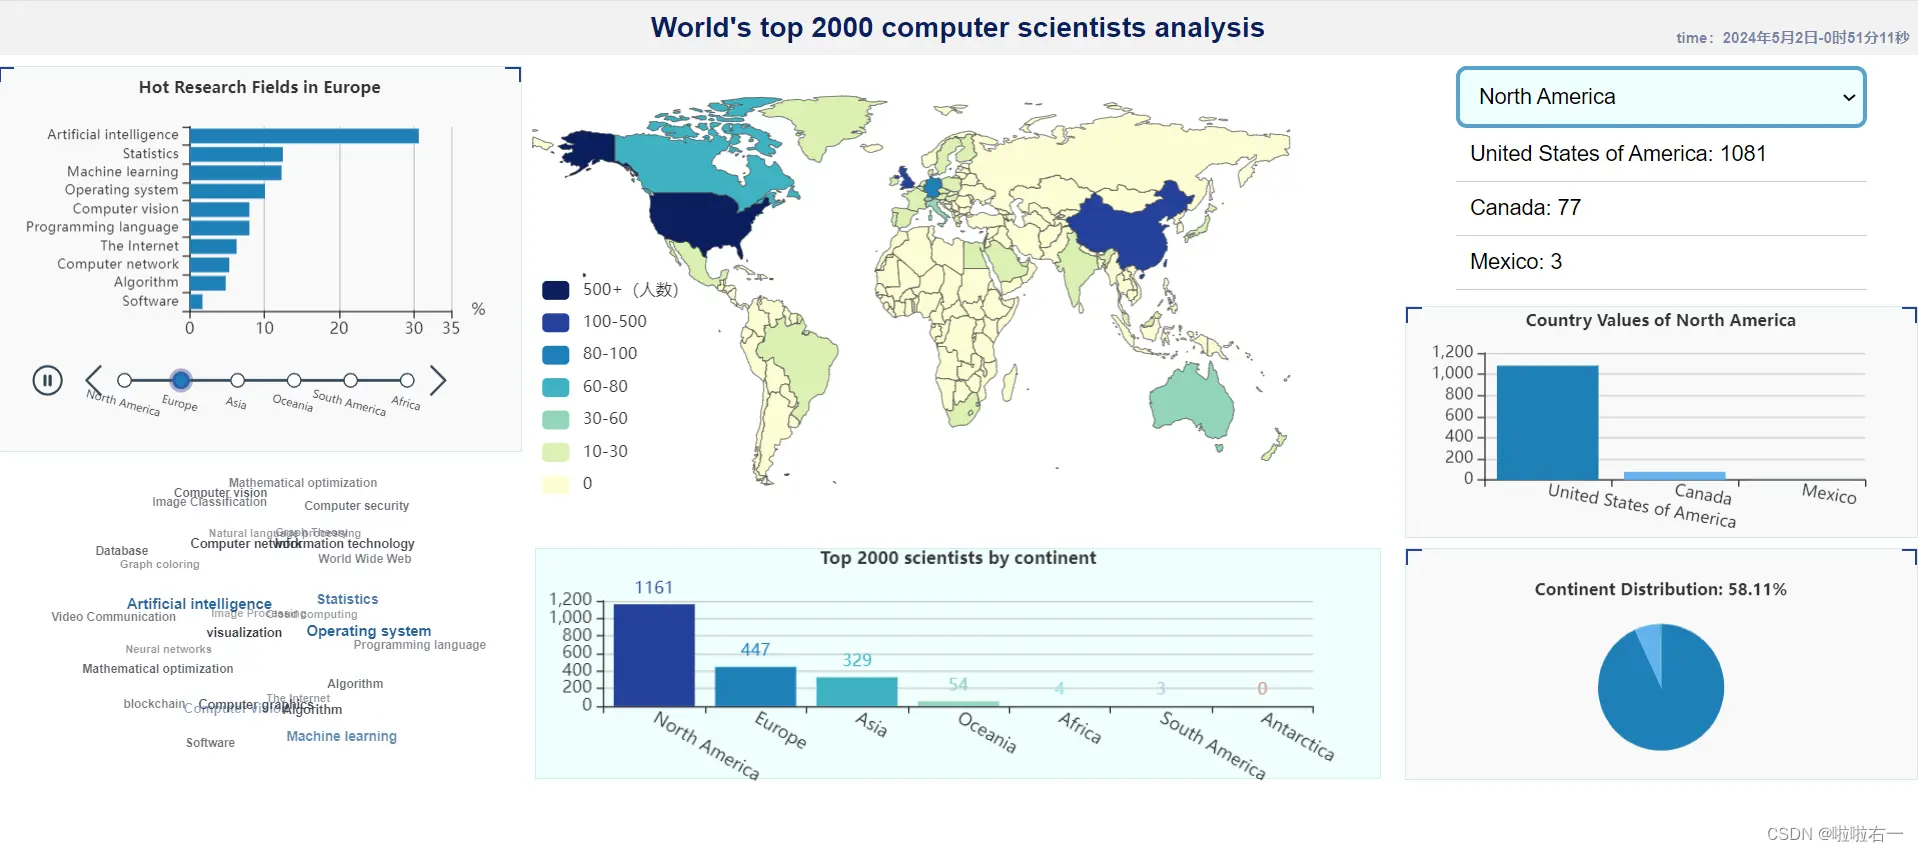 World's top 2000 computer scientists analysis
time：2024年5月2日-0时51分11秒
Hot Research Fields in Europe
Artificial intelligence
Statistics
Machine learning
Operating system
Computer vision
Programming language
The Internet
Computer network
Algorithm
Software
0 10 20 30 35 %
North America Europe Asia Oceania South America Africa
Mathematical optimization
Computer vision
Image Classification
Computer security
Graph Theory
Natural language processing
Computer network
Information technology
Database
World Wide Web
Graph coloring
Artificial intelligence
Statistics
Image Processing
Cloud computing
Video Communication
visualization
Operating system
Programming language
Neural networks
Mathematical optimization
Algorithm
The Internet
blockchain
Computer graphics
Computer vision
Algorithm
Machine learning
Software
500+（人数）
100-500
80-100
60-80
30-60
10-30
0
Top 2000 scientists by continent
1,200
1,000
800
600
400
200
0
1161
447
329
54
4
3
0
North America
Europe
Asia
Oceania
Africa
South America
Antarctica
North America
United States of America: 1081
Canada: 77
Mexico: 3
Country Values of North America
1,200
1,000
800
600
400
200
0
United States of America
Canada
Mexico
Continent Distribution: 58.11%
CSDN @啦啦右一